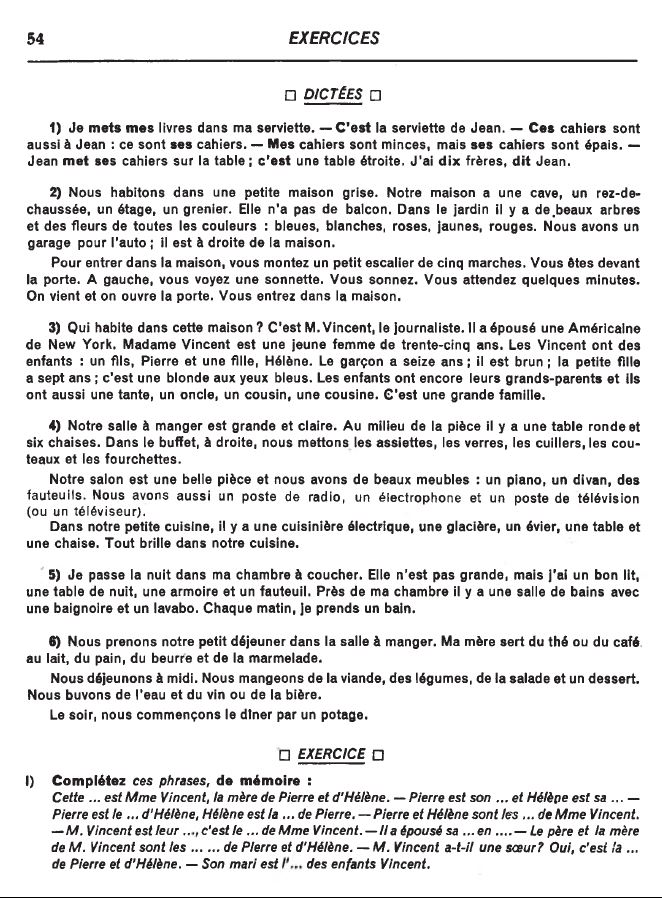 54 EXERCICES
□ DICTÉES □
1) Je mets mes livres dans ma serviette. — C'est la serviette de Jean. — Ces cahiers sont
aussi à Jean : ce sont ses cahiers. — Mes cahiers sont minces, mais ses cahiers sont épais. —
Jean met ses cahiers sur la table ; c'est une table étroite. J'ai dix frères, dit Jean.
2) Nous habitons dans une petite maison grise. Notre maison a une cave, un rez-de-
chaussée, un étage, un grenier. Elle n'a pas de balcon. Dans le jardin il y a de beaux arbres
et des fleurs de toutes les couleurs : bleues, blanches, roses, jaunes, rouges. Nous avons un
garage pour l'auto ; il est à droite de la maison.
Pour entrer dans la maison, vous montez un petit escalier de cinq marches. Vous êtes devant
la porte. A gauche, vous voyez une sonnette. Vous sonnez. Vous attendez quelques minutes.
On vient et on ouvre la porte. Vous entrez dans la maison.
3) Qui habite dans cette maison ? C'est M. Vincent, le journaliste. Il a épousé une Américaine
de New York. Madame Vincent est une jeune femme de trente-cinq ans. Les Vincent ont des
enfants : un fils, Pierre et une fille, Hélène. Le garçon a seize ans ; il est brun ; la petite fille
a sept ans ; c'est une blonde aux yeux bleus. Les enfants ont encore leurs grands-parents et ils
ont aussi une tante, un oncle, un cousin, une cousine. C'est une grande famille.
4) Notre salle à manger est grande et claire. Au milieu de la pièce il y a une table ronde et
six chaises. Dans le buffet, à droite, nous mettons les assiettes, les verres, les cuillers, les cou-
teaux et les fourchettes.
Notre salon est une belle pièce et nous avons de beaux meubles : un piano, un divan, des
fauteuils. Nous avons aussi un poste de radio, un électrophone et un poste de télévision
(ou un téléviseur).
Dans notre petite cuisine, il y a une cuisinière électrique, une glacière, un évier, une table et
une chaise. Tout brille dans notre cuisine.
5) Je passe la nuit dans ma chambre à coucher. Elle n'est pas grande, mais j'ai un bon lit,
une table de nuit, une armoire et un fauteuil. Près de ma chambre il y a une salle de bains avec
une baignoire et un lavabo. Chaque matin, je prends un bain.
6) Nous prenons notre petit déjeuner dans la salle à manger. Ma mère sert du thé ou du café
au lait, du pain, du beurre et de la marmelade.
Nous déjeunons à midi. Nous mangeons de la viande, des légumes, de la salade et un dessert.
Nous buvons de l'eau et du vin ou de la bière.
Le soir, nous commençons le dîner par un potage.
□ EXERCICE □
I) Complétez ces phrases, de mémoire :
Cette ... est Mme Vincent, la mère de Pierre et d'Hélène. — Pierre est son ... et Hélène est sa ... —
Pierre est le ... d'Hélène, Hélène est la ... de Pierre. — Pierre et Hélène sont les ... de Mme Vincent.
— M. Vincent est leur ..., c'est le ... de Mme Vincent. — Il a épousé sa ... en .... — Le père et la mère
de M. Vincent sont les ... ... de Pierre et d'Hélène. — M. Vincent a-t-il une sœur? Oui, c'est la ...
de Pierre et d'Hélène. — Son mari est l'... des enfants Vincent.